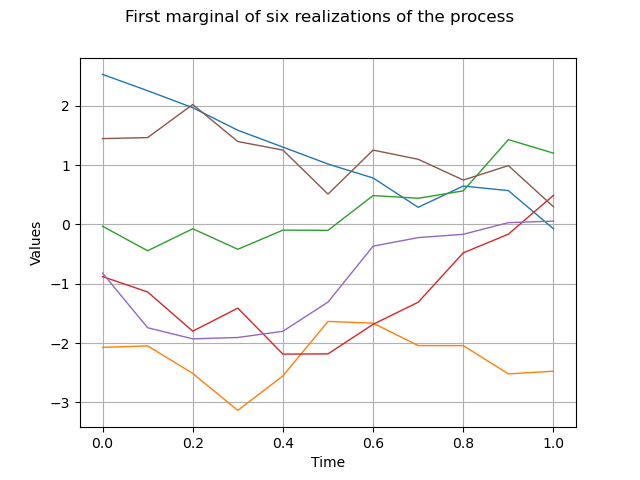 First marginal of six realizations of the process
Values
2
1
0
−1
−2
−3
0.0 0.2 0.4 0.6 0.8 1.0
Time